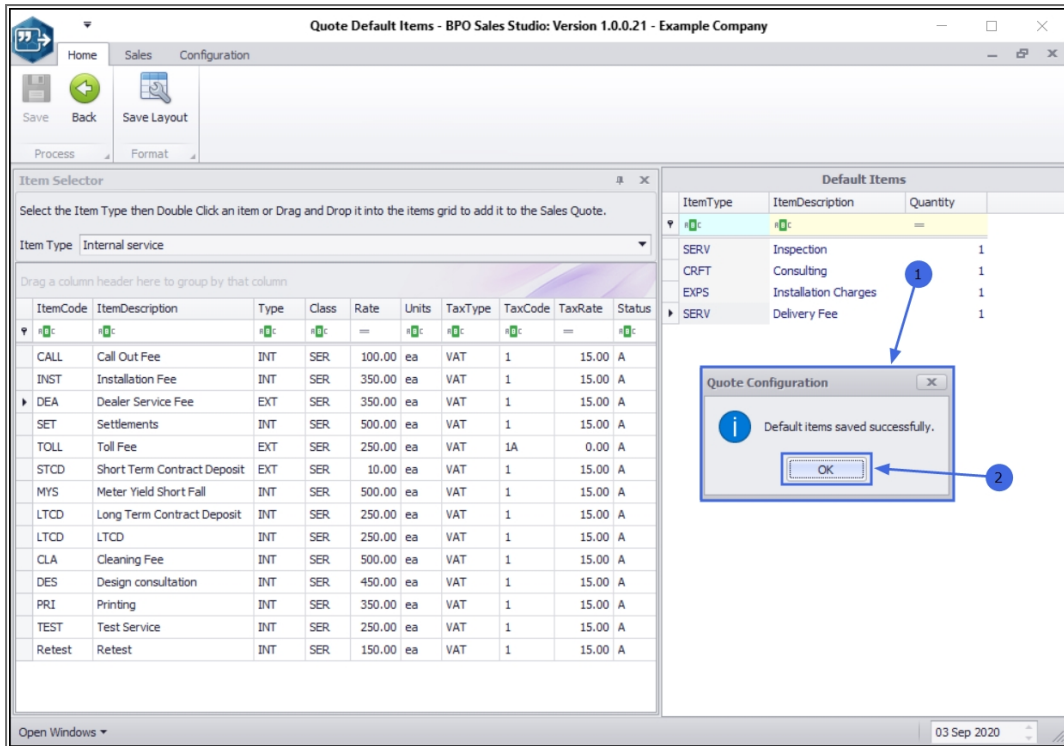 Quote Default Items - BPO Sales Studio: Version 1.0.0.21 - Example Company
Home Sales Configuration
Save Back Save Layout
Process Format
Item Selector
Select the Item Type then Double Click an item or Drag and Drop it into the items grid to add it to the Sales Quote.
Item Type Internal service
Drag a column header here to group by that column
ItemCode ItemDescription Type Class Rate Units TaxType TaxCode TaxRate Status
CALL Call Out Fee INT SER 100.00 ea VAT 1 15.00 A
INST Installation Fee INT SER 350.00 ea VAT 1 15.00 A
DEA Dealer Service Fee EXT SER 350.00 ea VAT 1 15.00 A
SET Settlements INT SER 500.00 ea VAT 1 15.00 A
TOLL Toll Fee EXT SER 250.00 ea VAT 1A 0.00 A
STCD Short Term Contract Deposit EXT SER 10.00 ea VAT 1 15.00 A
MYS Meter Yield Short Fall INT SER 500.00 ea VAT 1 15.00 A
LTCD Long Term Contract Deposit INT SER 250.00 ea VAT 1 15.00 A
LTCD LTCD INT SER 250.00 ea VAT 1 15.00 A
CLA Cleaning Fee INT SER 500.00 ea VAT 1 15.00 A
DES Design consultation INT SER 450.00 ea VAT 1 15.00 A
PRI Printing INT SER 350.00 ea VAT 1 15.00 A
TEST Test Service INT SER 250.00 ea VAT 1 15.00 A
Retest Retest INT SER 150.00 ea VAT 1 15.00 A
Default Items
ItemType ItemDescription Quantity
=
SERV Inspection 1
CRFT Consulting 1
EXPS Installation Charges 1
SERV Delivery Fee 1
1
Quote Configuration
Default items saved successfully.
OK
2
Open Windows
03 Sep 2020